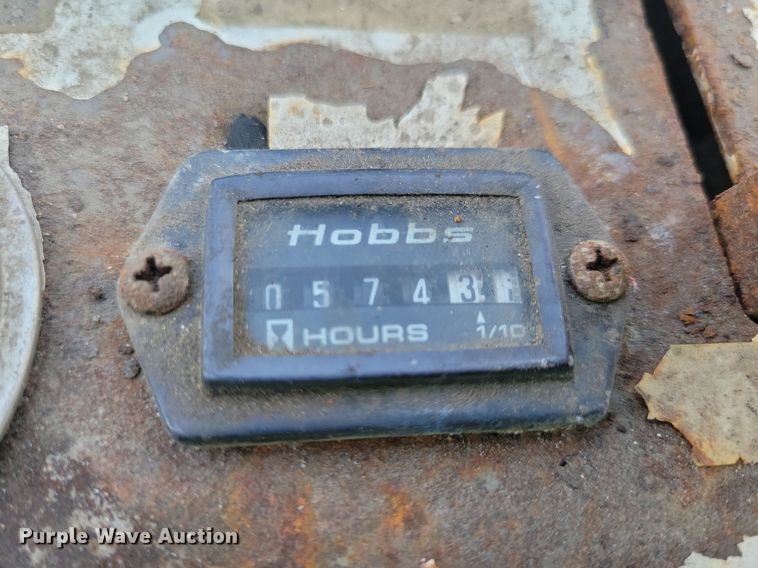 Hobbs
0 5 7 4 3
HOURS 1/10
Purple Wave Auction